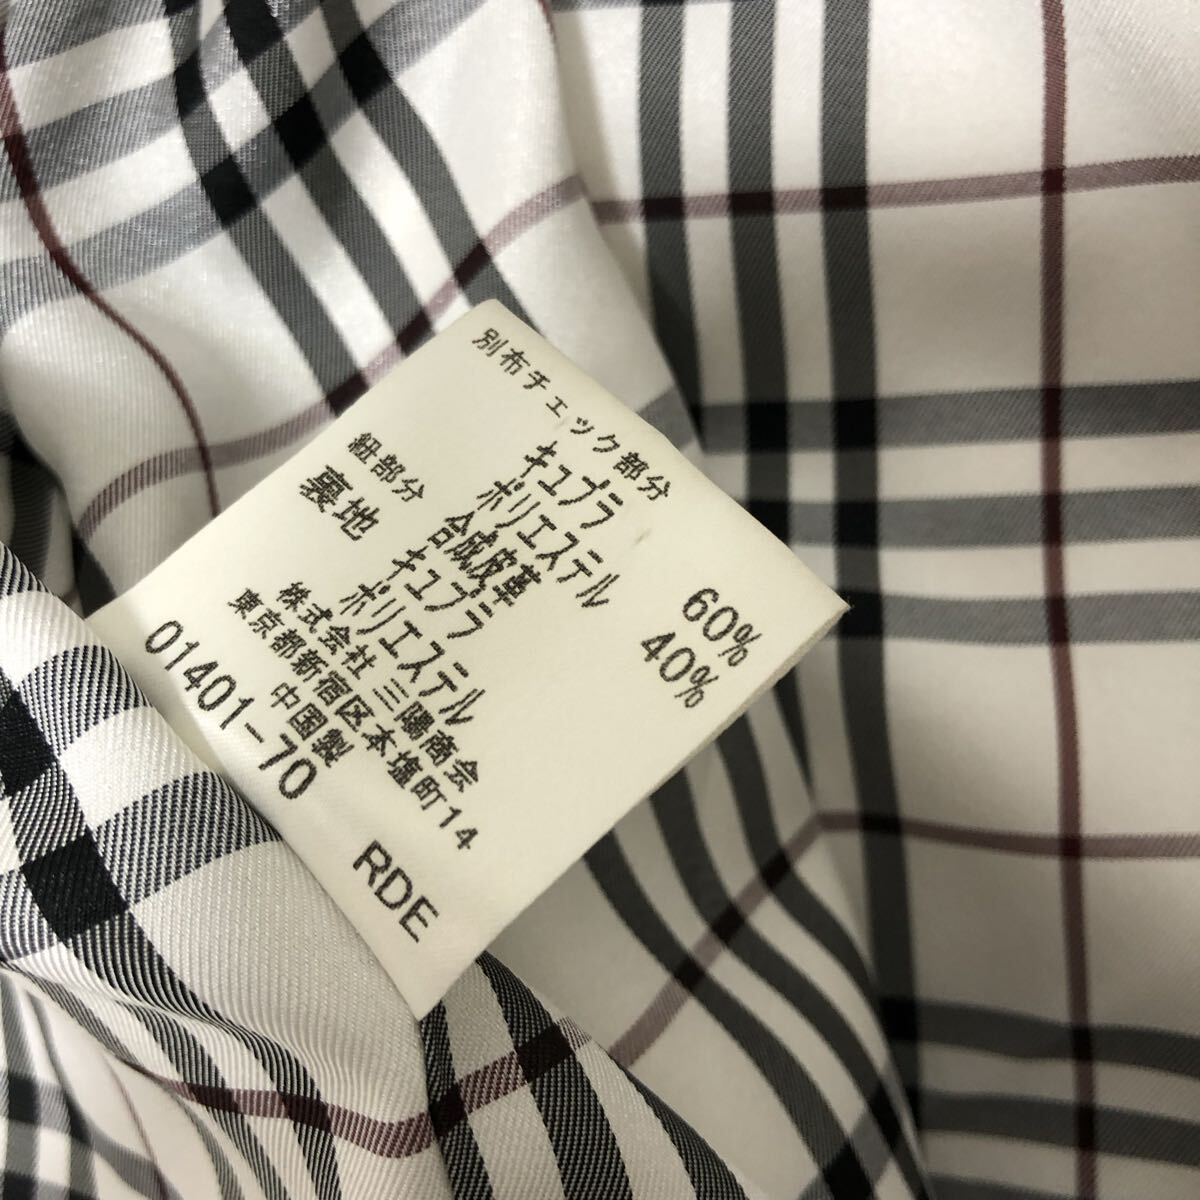 別布チェック部分
キュプラ 60%
ポリエステル 40%
紐部分 合成皮革
裏地 キュプラ
ポリエステル
株式会社 三陽商会
東京都新宿区本塩町14
中国製
01401-70 RDE